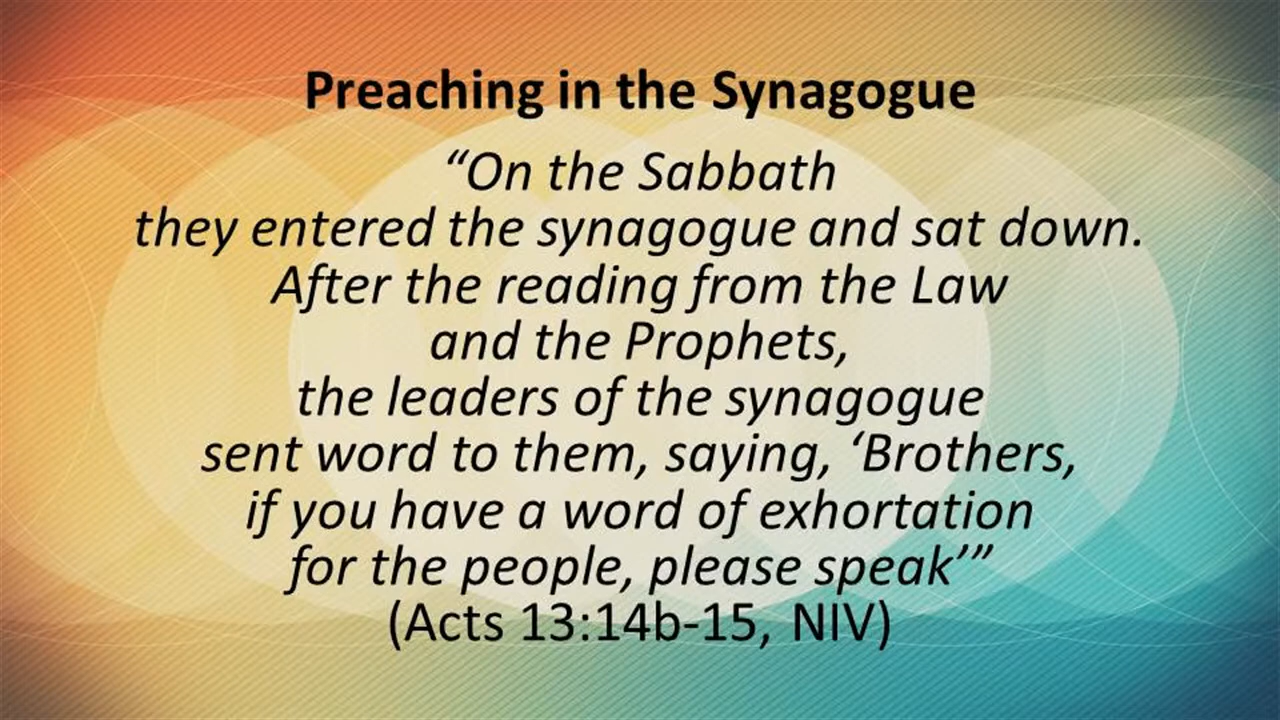 Preaching in the Synagogue
“On the Sabbath
they entered the synagogue and sat down.
After the reading from the Law
and the Prophets,
the leaders of the synagogue
sent word to them, saying, ‘Brothers,
if you have a word of exhortation
for the people, please speak’”
(Acts 13:14b-15, NIV)